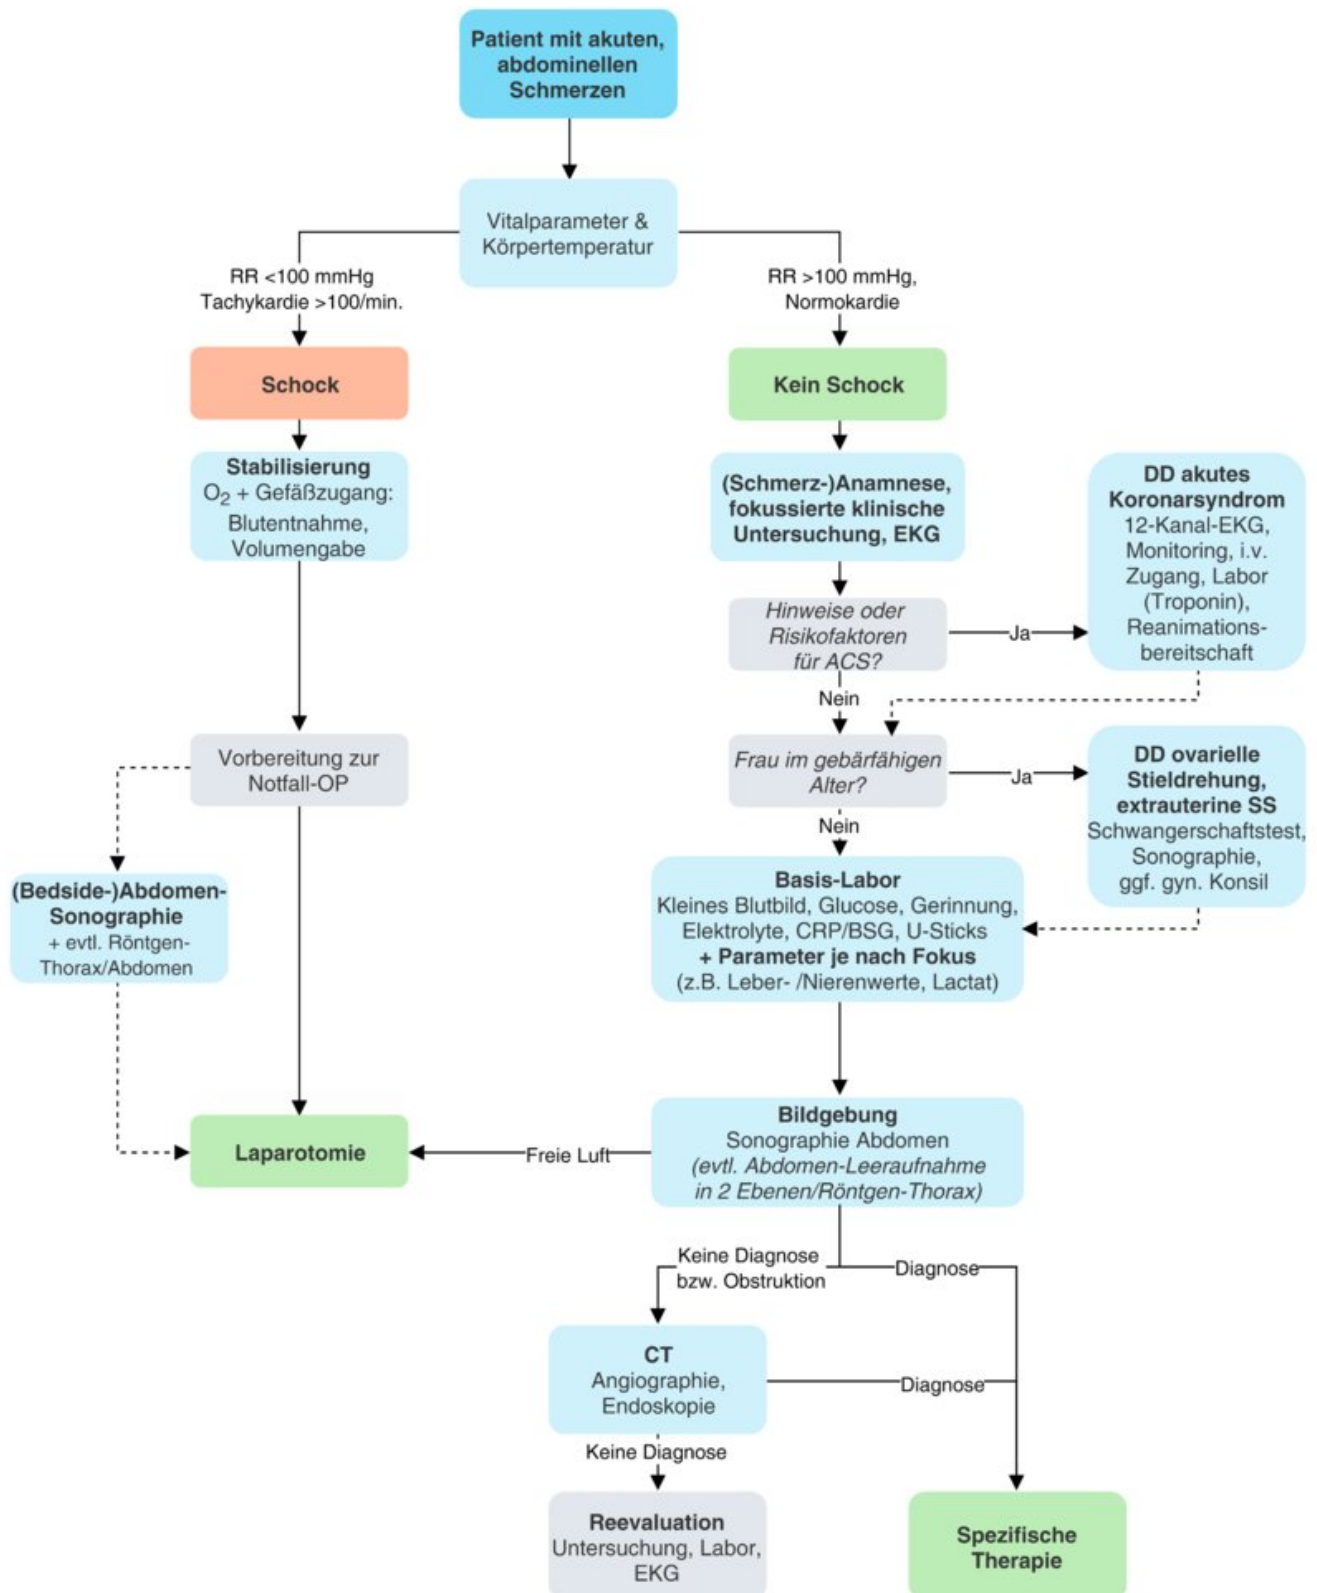 Patient mit akuten,
abdominellen
Schmerzen
Vitalparameter &
Körpertemperatur
RR <100 mmHg
Tachykardie >100/min.
RR >100 mmHg,
Normokardie
Schock
Kein Schock
Stabilisierung
O2 + Gefäßzugang:
Blutentnahme,
Volumengabe
(Schmerz-)Anamnese,
fokussierte klinische
Untersuchung, EKG
DD akutes
Koronarsyndrom
12-Kanal-EKG,
Monitoring, i.v.
Zugang, Labor
(Troponin),
Reanimations-
bereitschaft
Hinweise oder
Risikofaktoren
für ACS?
Ja
Nein
Vorbereitung zur
Notfall-OP
Frau im gebärfähigen
Alter?
Ja
Nein
DD ovarielle
Stieldrehung,
extrauterine SS
Schwangerschaftstest,
Sonographie,
ggf. gyn. Konsil
(Bedside-)Abdomen-
Sonographie
+ evtl. Röntgen-
Thorax/Abdomen
Basis-Labor
Kleines Blutbild, Glucose, Gerinnung,
Elektrolyte, CRP/BSG, U-Sticks
+ Parameter je nach Fokus
(z.B. Leber- /Nierenwerte, Lactat)
Laparotomie
Freie Luft
Bildgebung
Sonographie Abdomen
(evtl. Abdomen-Leeraufnahme
in 2 Ebenen/Röntgen-Thorax)
Keine Diagnose
bzw. Obstruktion
Diagnose
CT
Angiographie,
Endoskopie
Diagnose
Keine Diagnose
Reevaluation
Untersuchung, Labor,
EKG
Spezifische
Therapie